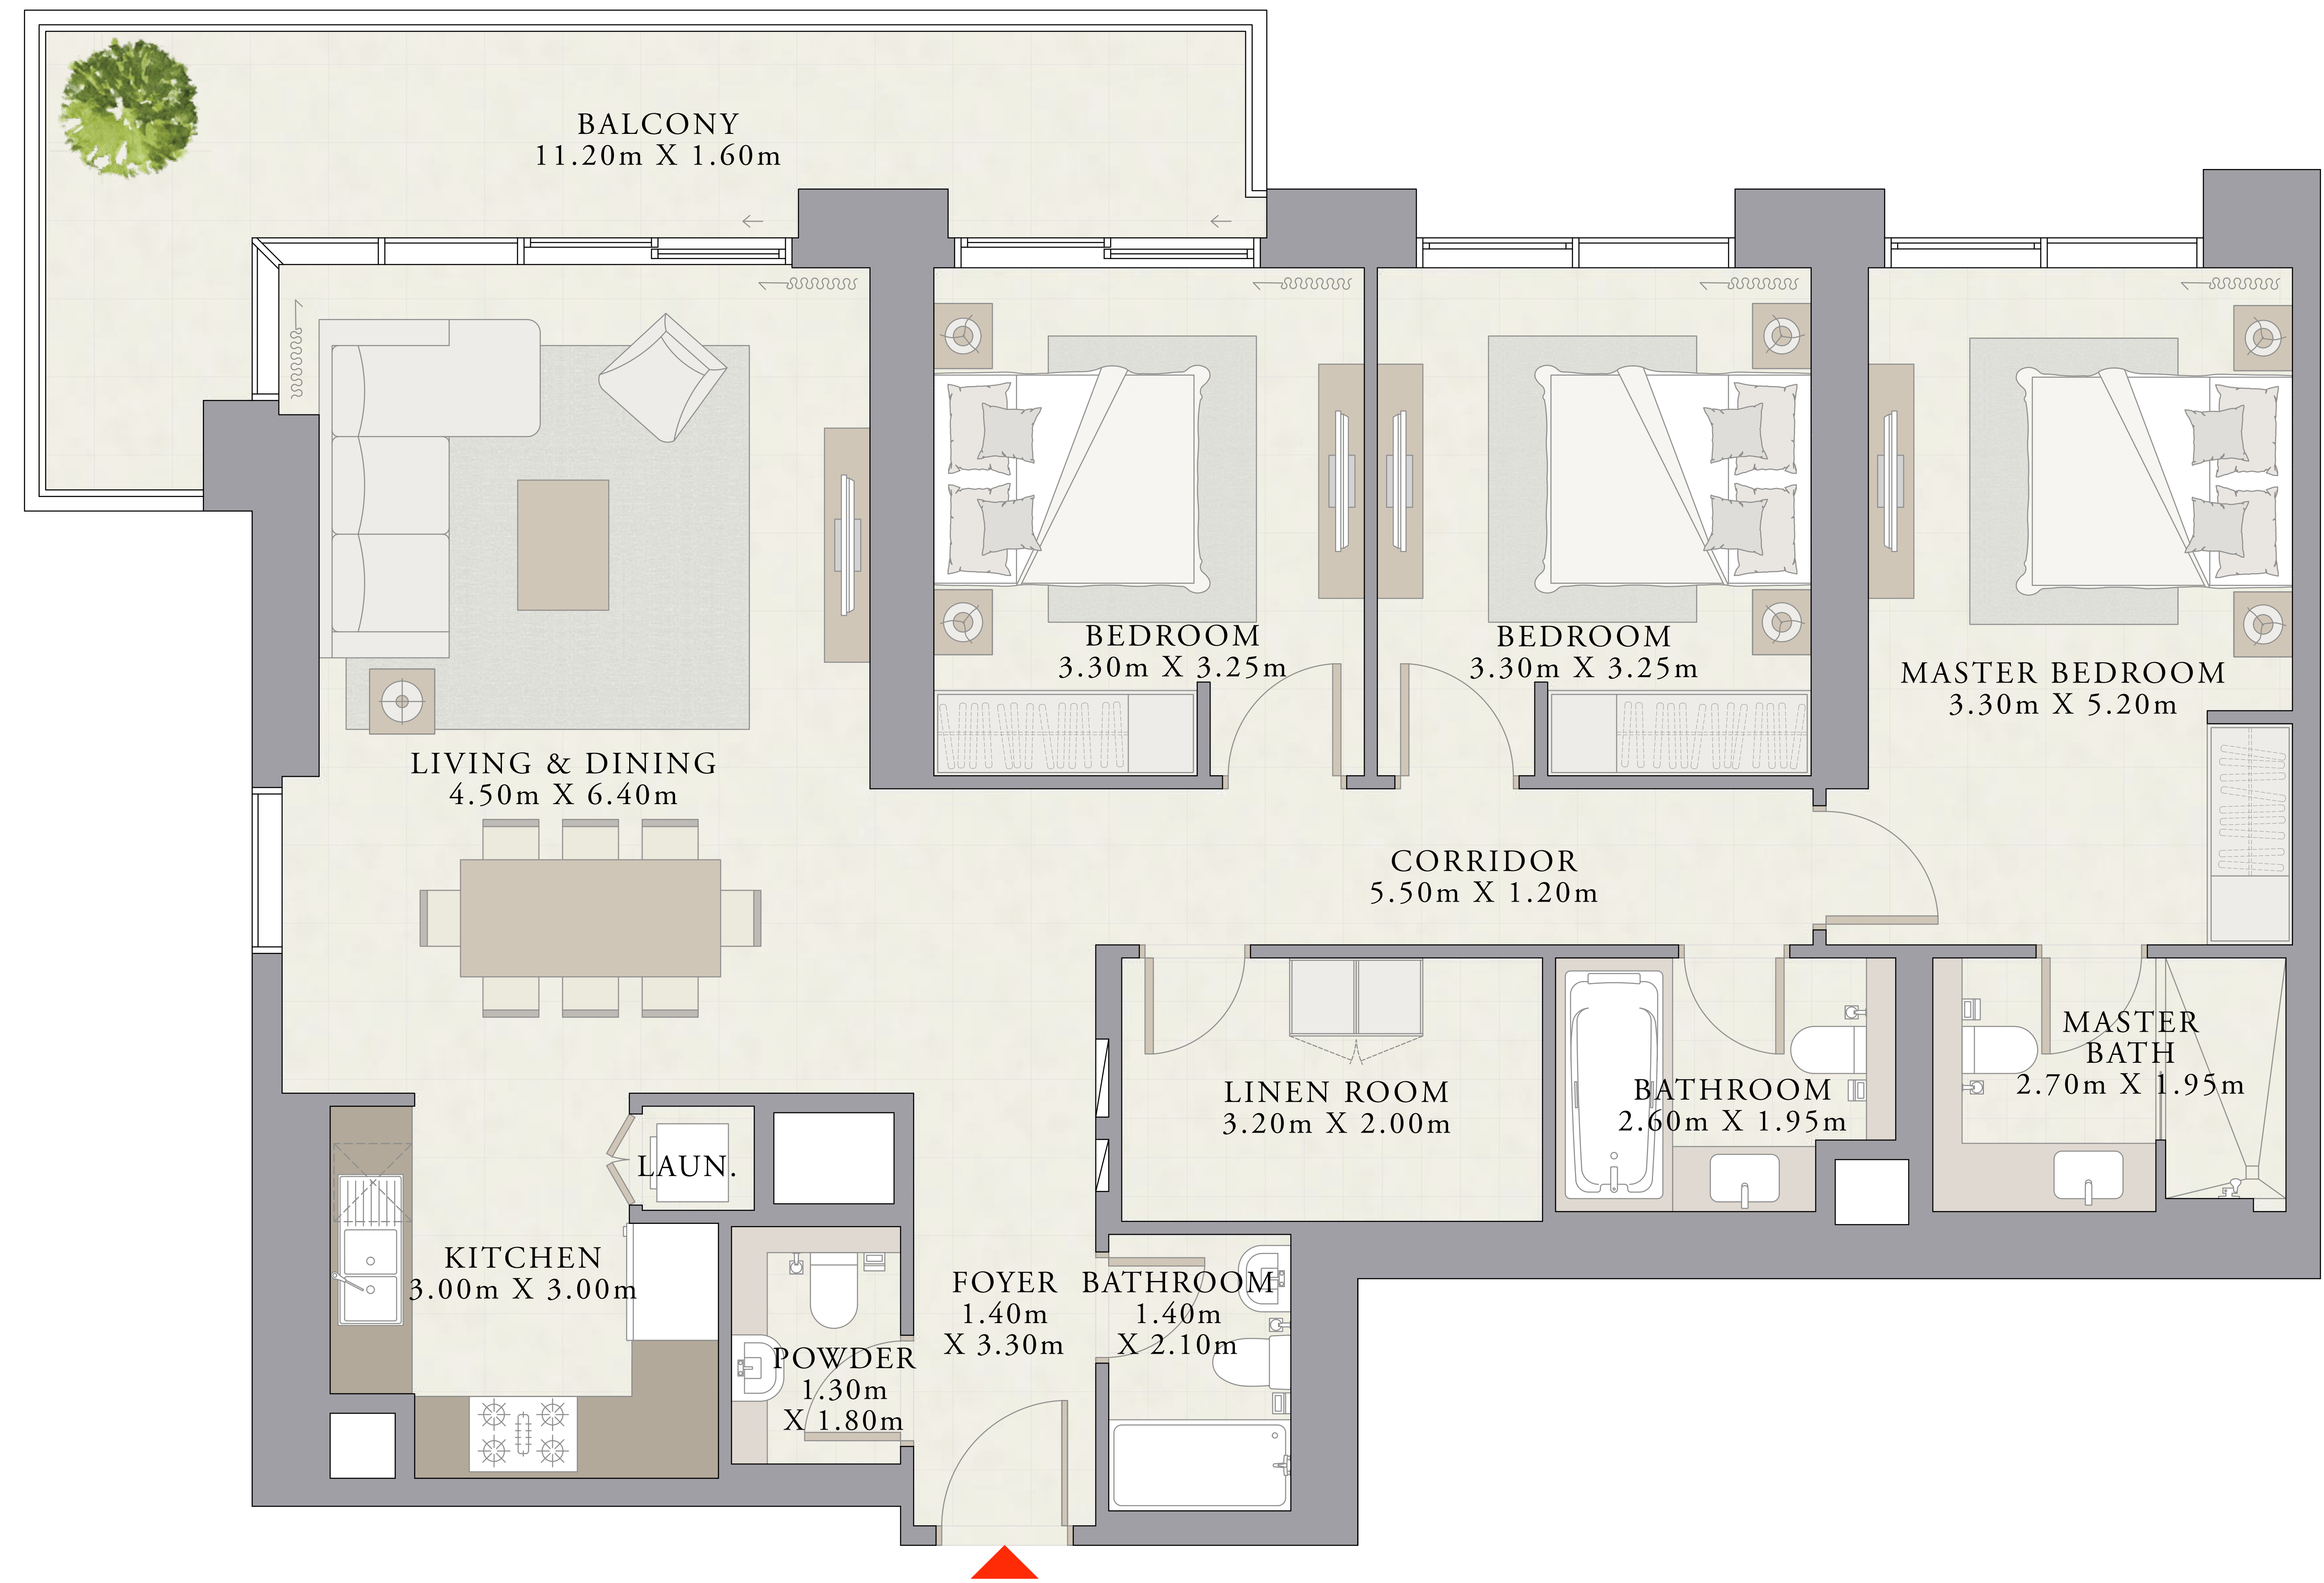 BALCONY
11.20m X 1.60m
BEDROOM
3.30m X 3.25m
BEDROOM
3.30m X 3.25m
MASTER BEDROOM
3.30m X 5.20m
LIVING & DINING
4.50m X 6.40m
CORRIDOR
5.50m X 1.20m
MASTER
BATH
2.70m X 1.95m
LINEN ROOM
3.20m X 2.00m
BATHROOM
2.60m X 1.95m
LAUN.
KITCHEN
3.00m X 3.00m
FOYER
1.40m
X 3.30m
BATHROOM
1.40m
X 2.10m
POWDER
1.30m
X 1.80m